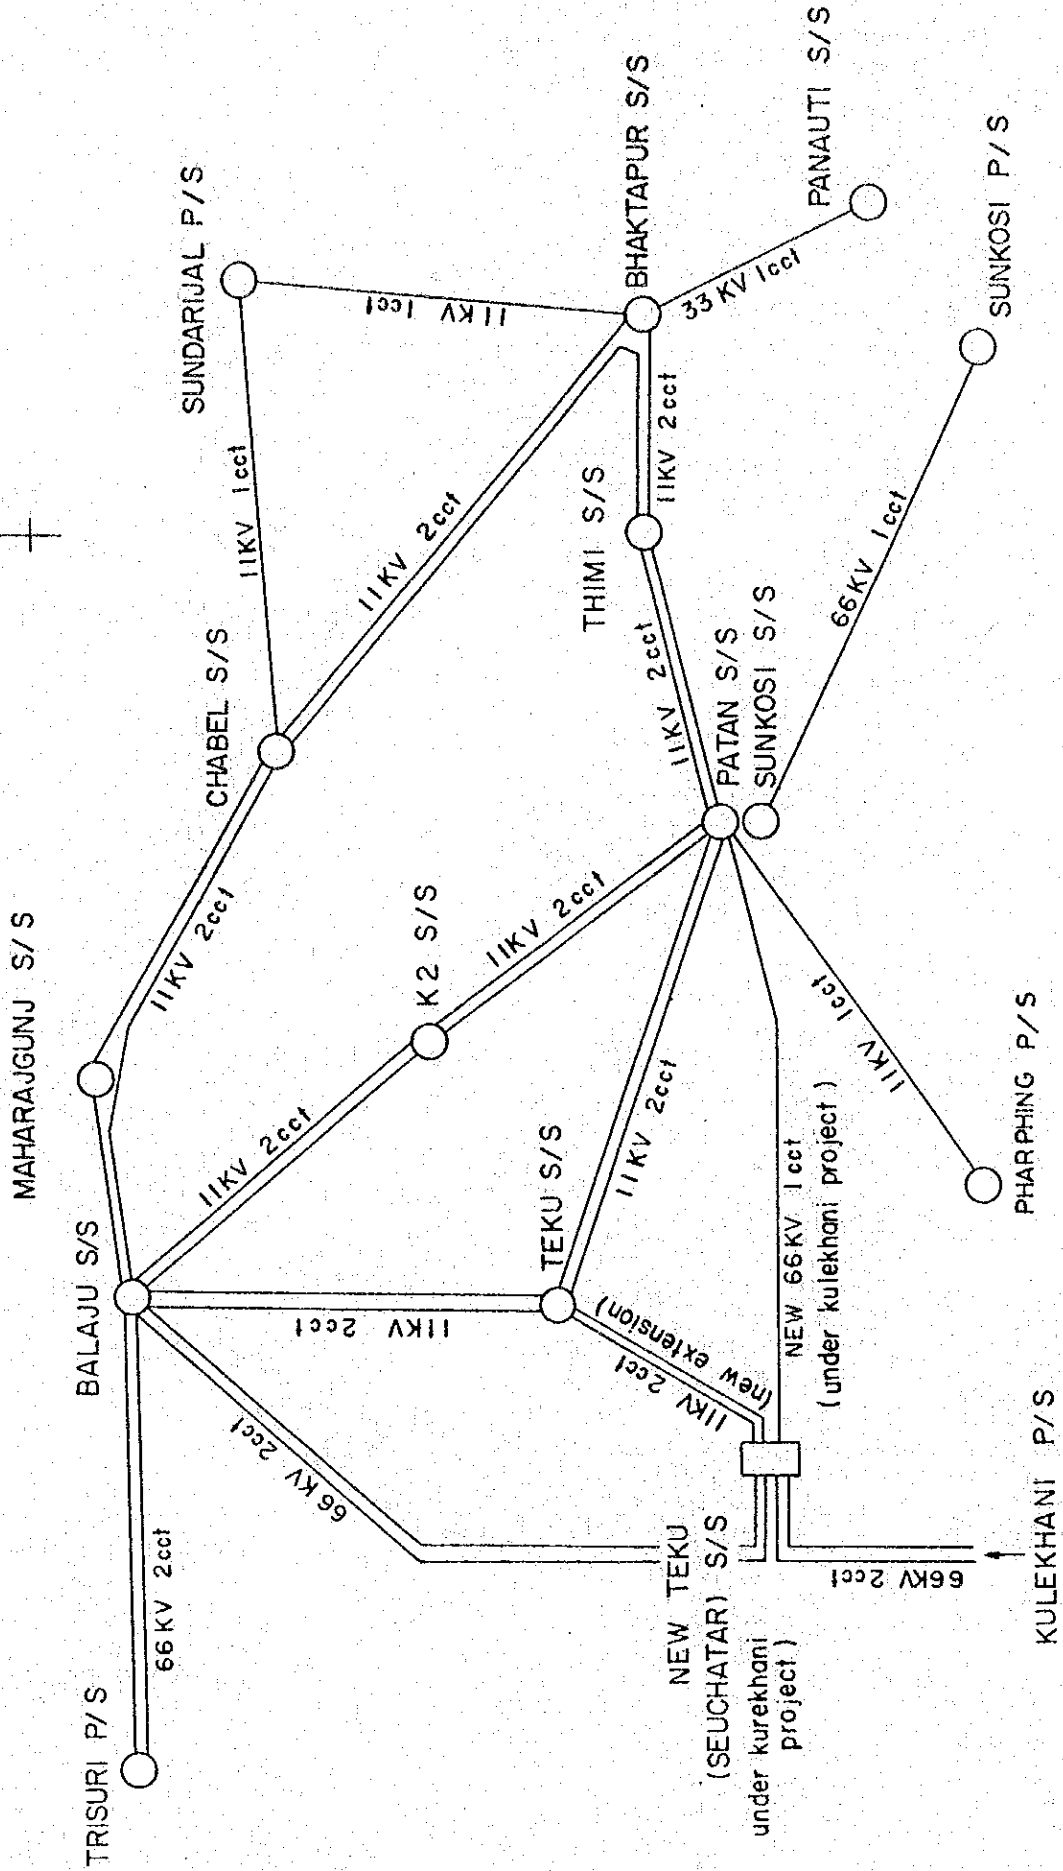 MAHARAJGUNJ S/S
SUNDARIJAL P/S
TRISURI P/S
BALAJU S/S
CHABEL S/S
66KV 2cct
11KV 2cct
11KV 1cct
11KV 1cct
66KV 2cct
11KV 2cct
11KV 2cct
K2 S/S
11KV 2cct
11KV 2cct
BHAKTAPUR S/S
TEKU S/S
THIMI S/S
11KV 2cct
11KV 2cct
11KV 2cct
33KV 1cct
PANAUTI S/S
11KV 2cct
(new extension)
PATAN S/S
SUNKOSI S/S
NEW TEKU
(SEUCHATAR) S/S
under kurekhani
project)
NEW 66KV 1cct
(under kulekhani project)
11KV 1cct
66KV 1cct
SUNKOSI P/S
66KV 2cct
KULEKHANI P/S
PHARPHING P/S